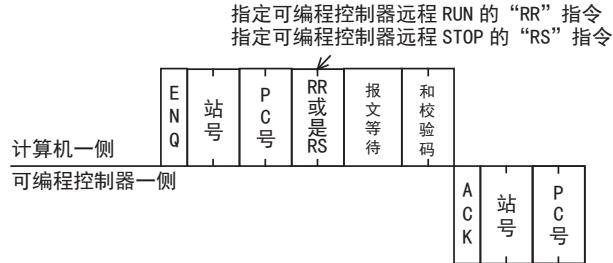 指定可编程控制器远程 RUN 的“RR”指令
指定可编程控制器远程 STOP 的“RS”指令
ENQ
站号
PC号
RR或是RS
报文等待
和校验码
计算机一侧
可编程控制器一侧
ACK
站号
PC号